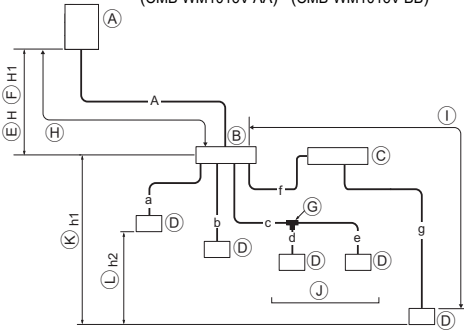 (CMB-WM1016V-AA) (CMB-WM1016V-BB)
A
E H F H1
A
H
B
I
C
a
f
b
c
G
K h1
D
d
e
g
D
L h2
D
D
J
D